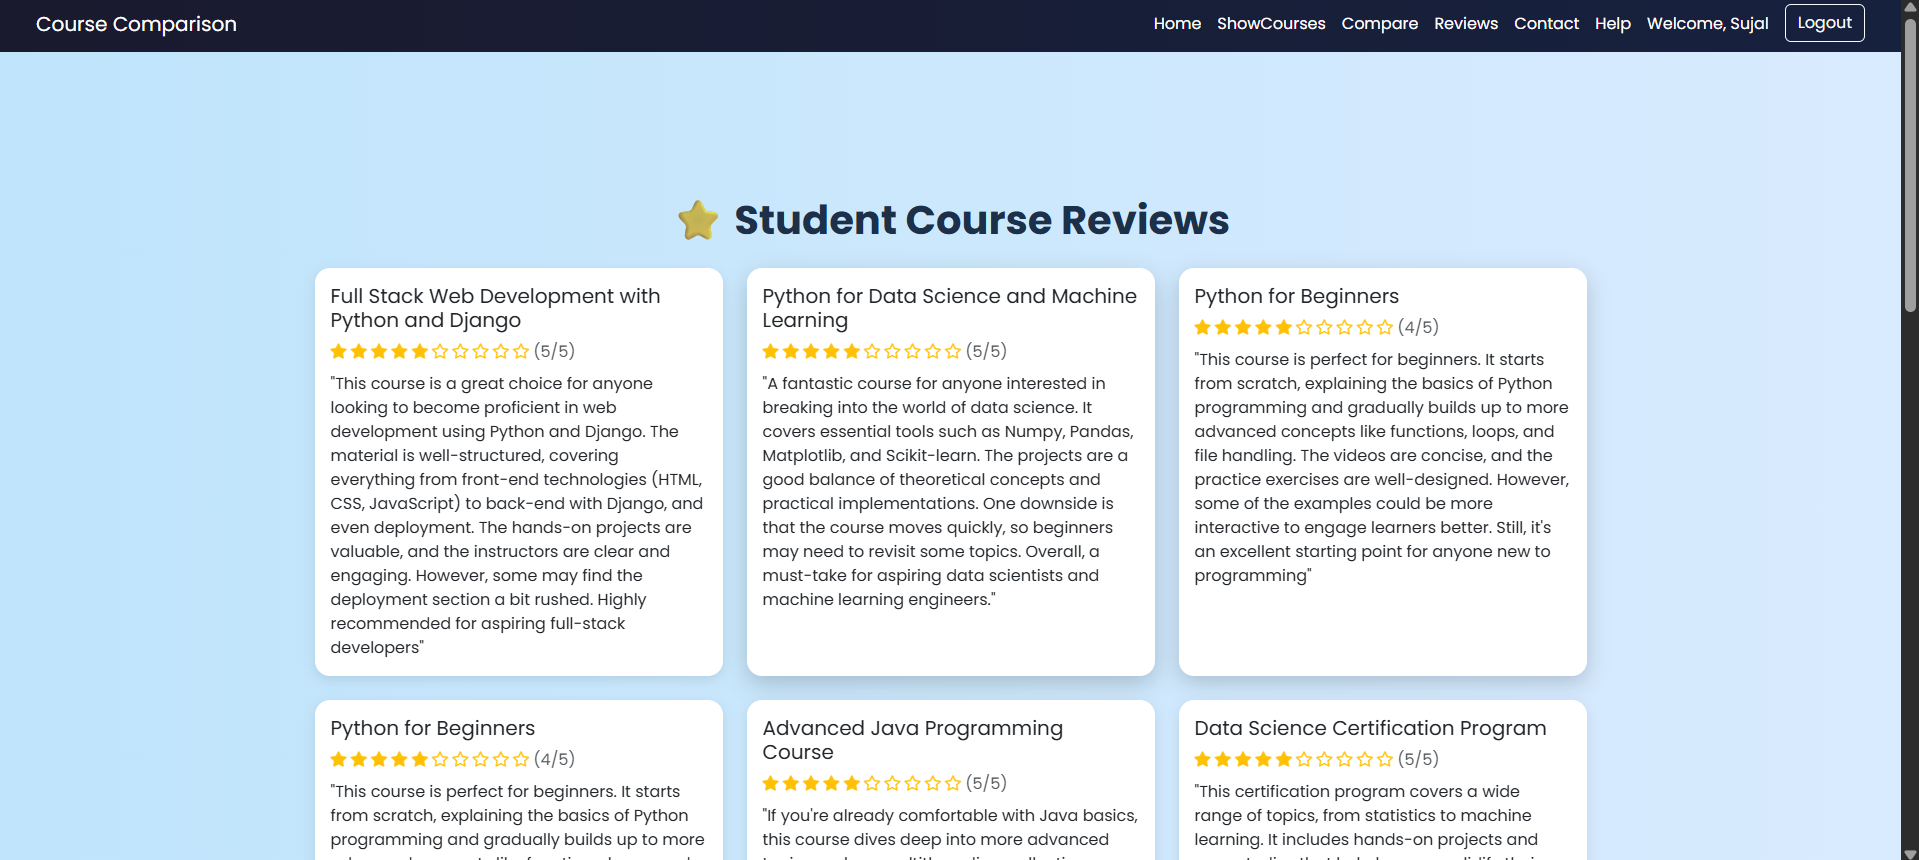 Course Comparison
Home ShowCourses Compare Reviews Contact Help Welcome, Sujal Logout
Student Course Reviews
Full Stack Web Development with
Python and Django
(5/5)
"This course is a great choice for anyone
looking to become proficient in web
development using Python and Django. The
material is well-structured, covering
everything from front-end technologies (HTML,
CSS, JavaScript) to back-end with Django, and
even deployment. The hands-on projects are
valuable, and the instructors are clear and
engaging. However, some may find the
deployment section a bit rushed. Highly
recommended for aspiring full-stack
developers"
Python for Data Science and Machine
Learning
(5/5)
"A fantastic course for anyone interested in
breaking into the world of data science. It
covers essential tools such as Numpy, Pandas,
Matplotlib, and Scikit-learn. The projects are a
good balance of theoretical concepts and
practical implementations. One downside is
that the course moves quickly, so beginners
may need to revisit some topics. Overall, a
must-take for aspiring data scientists and
machine learning engineers."
Python for Beginners
(4/5)
"This course is perfect for beginners. It starts
from scratch, explaining the basics of Python
programming and gradually builds up to more
advanced concepts like functions, loops, and
file handling. The videos are concise, and the
practice exercises are well-designed. However,
some of the examples could be more
interactive to engage learners better. Still, it's
an excellent starting point for anyone new to
programming"
Python for Beginners
(4/5)
"This course is perfect for beginners. It starts
from scratch, explaining the basics of Python
programming and gradually builds up to more
Advanced Java Programming
Course
(5/5)
"If you're already comfortable with Java basics,
this course dives deep into more advanced
Data Science Certification Program
(5/5)
"This certification program covers a wide
range of topics, from statistics to machine
learning. It includes hands-on projects and